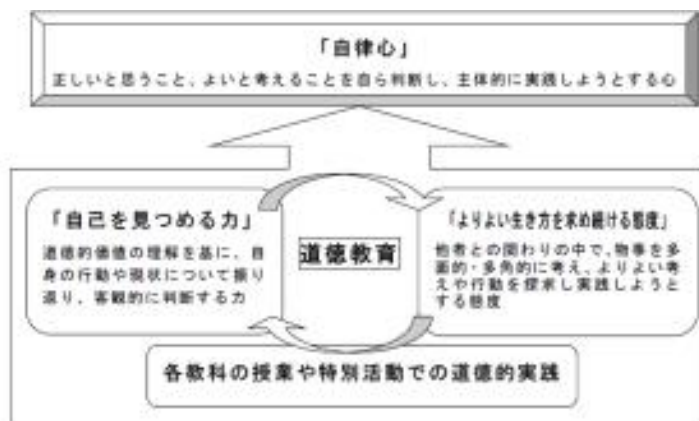 「自律心」
正しいと思うこと、よいと考えることを自ら判断し、主体的に実践しようとする心
「自己を見つめる力」
道徳的価値の理解を基に、自
身の行動や現状について振り
返り、客観的に判断する力
道徳教育
「よりよい生き方を求め続ける態度」
他者との関わりの中で、物事を多
面的・多角的に考え、よりよい考
えや行動を探求し実践しようと
する態度
各教科の授業や特別活動での道徳的実践